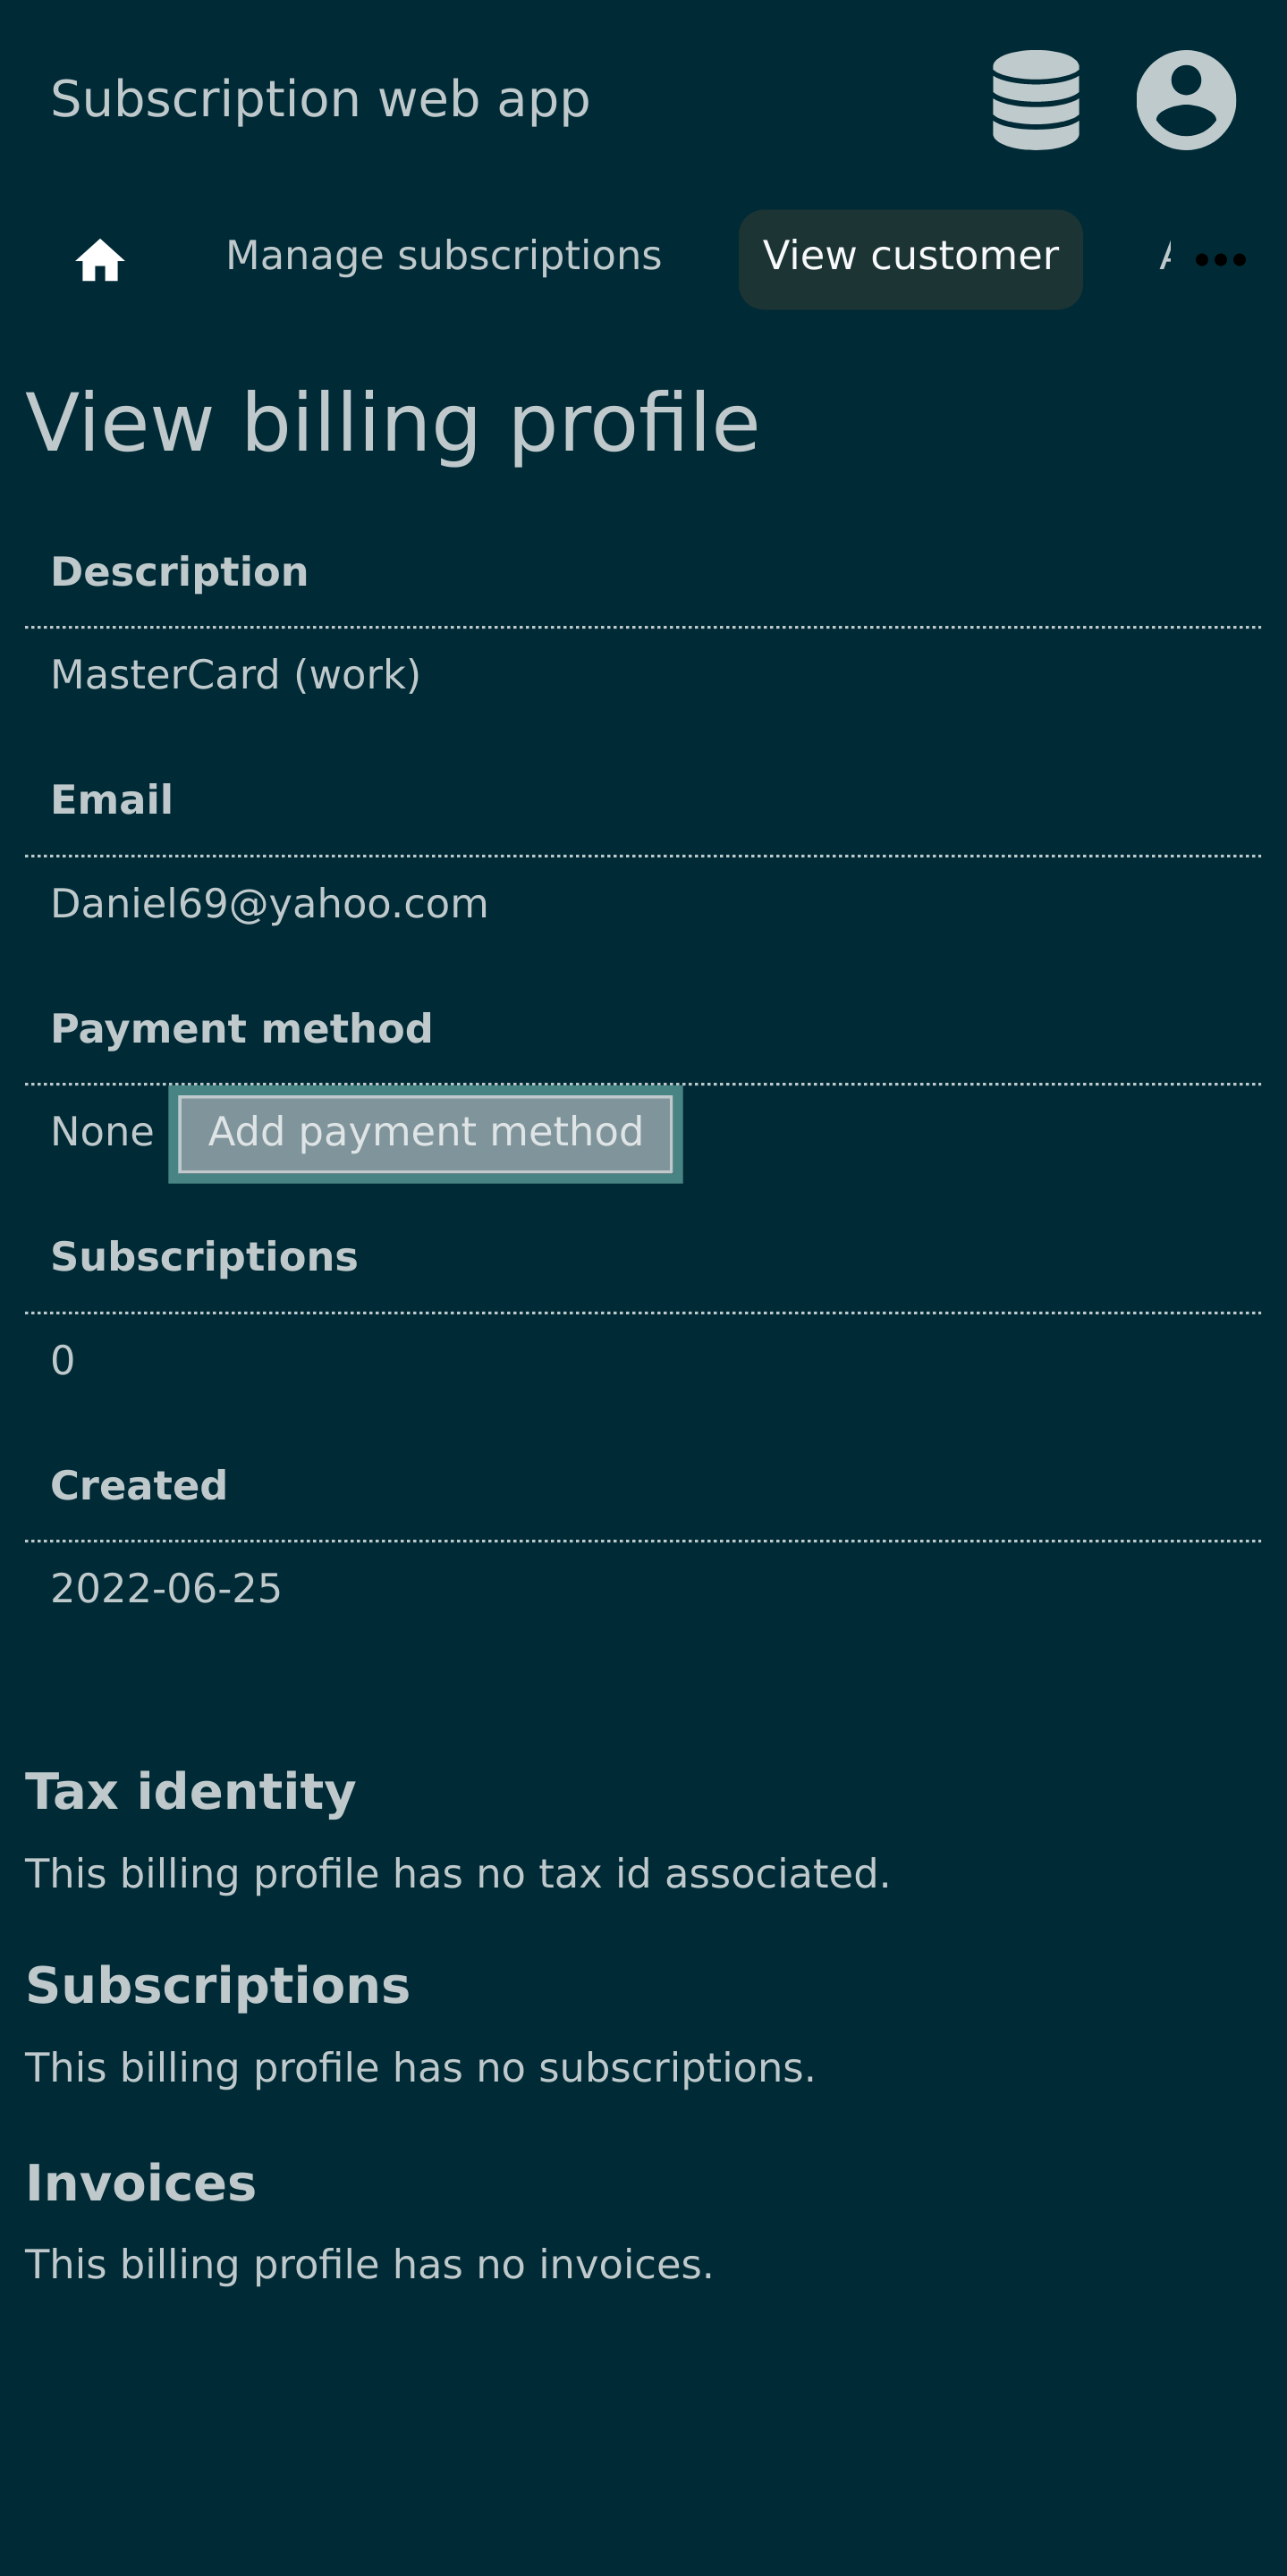 Subscription web app
Manage subscriptions View customer
View billing profile
Description
MasterCard (work)
Email
Daniel69@yahoo.com
Payment method
None Add payment method
Subscriptions
0
Created
2022-06-25
Tax identity
This billing profile has no tax id associated.
Subscriptions
This billing profile has no subscriptions.
Invoices
This billing profile has no invoices.